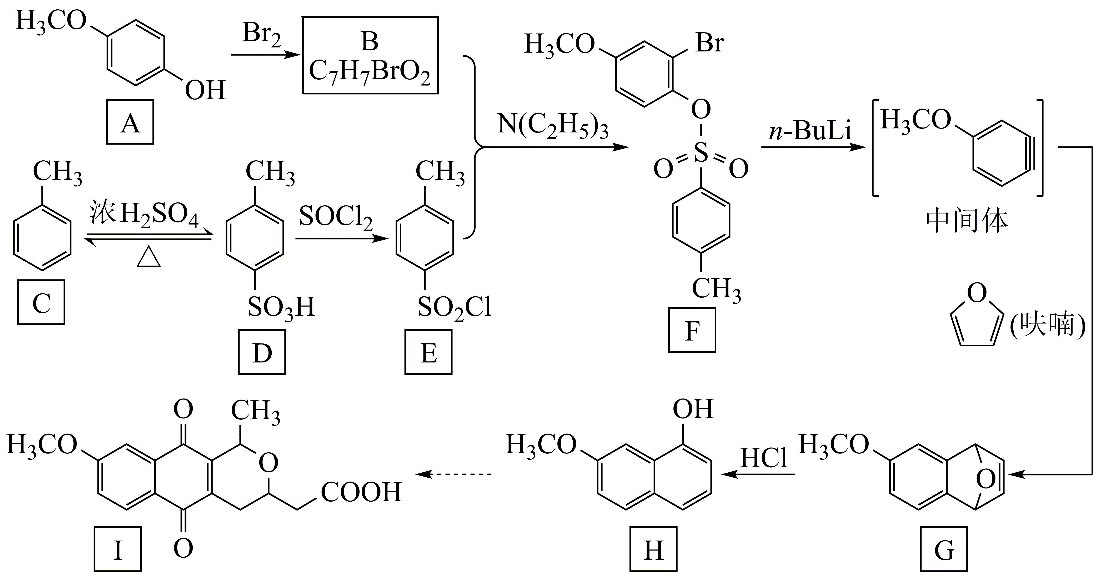 H₃CO
OH
A
Br₂
B
C₇H₇BrO₂
CH₃
C
浓H₂SO₄
△
CH₃
SO₃H
D
SOCl₂
CH₃
SO₂Cl
E
N(C₂H₅)₃
H₃CO
Br
O
O S O
CH₃
F
n-BuLi
H₃CO
中间体
O
(呋喃)
H₃CO
O
G
HCl
OH
H₃CO
H
O CH₃
H₃CO
O
COOH
O
I